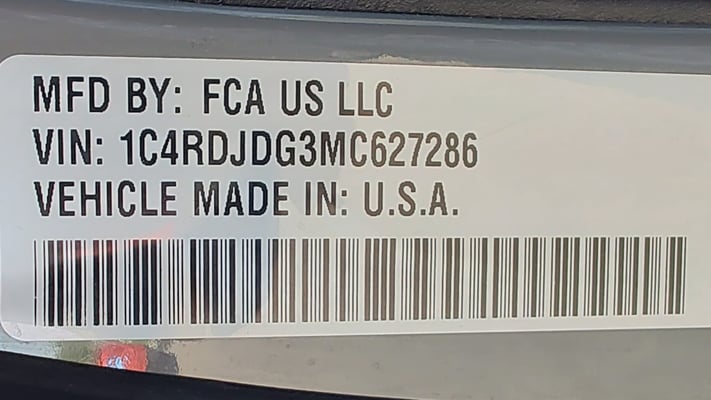 MFD BY: FCA US LLC
VIN: 1C4RDJDG3MC627286
VEHICLE MADE IN: U.S.A.